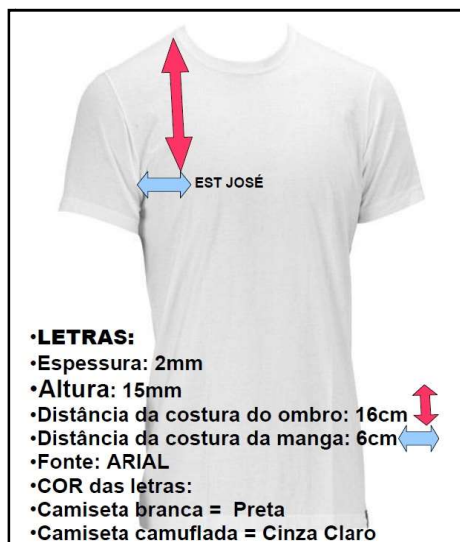 EST JOSÉ
•LETRAS:
•Espessura: 2mm
•Altura: 15mm
•Distância da costura do ombro: 16cm
•Distância da costura da manga: 6cm
•Fonte: ARIAL
•COR das letras:
•Camiseta branca = Preta
•Camiseta camuflada = Cinza Claro